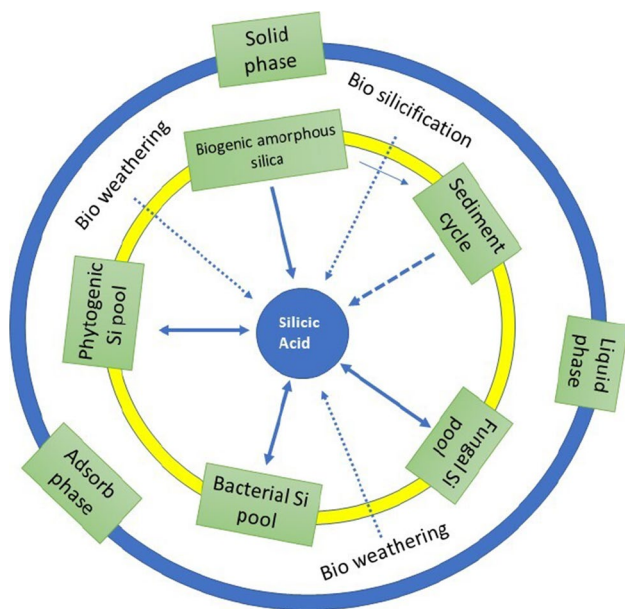 Solid
phase
Bio silicification
Bio weathering
Biogenic amorphous
silica
Sediment
cycle
Phytogenic
Si pool
Silicic
Acid
Liquid
phase
Fungal Si
pool
Adsorb
phase
Bacterial Si
pool
Bio weathering